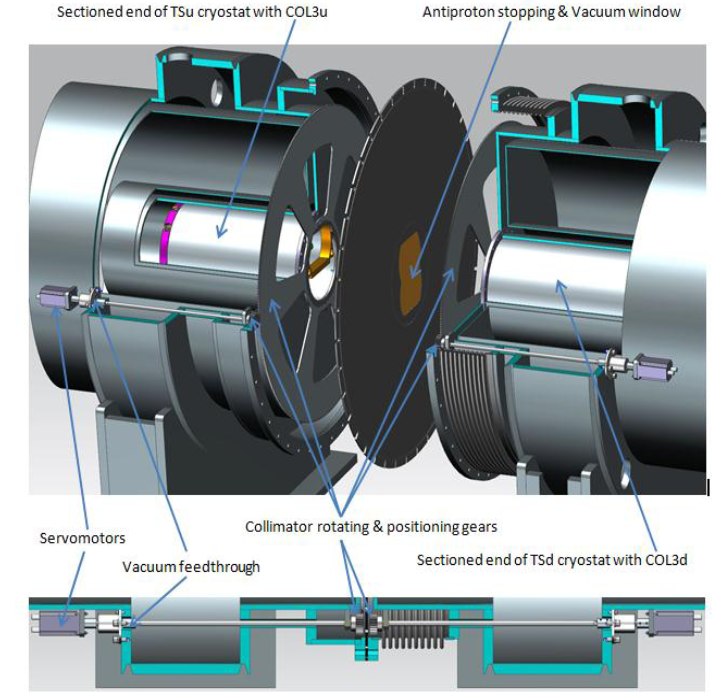 Sectioned end of TSu cryostat with COL3u
Antiproton stopping & Vacuum window
Collimator rotating & positioning gears
Servomotors
Vacuum feedthrough
Sectioned end of TSd cryostat with COL3d